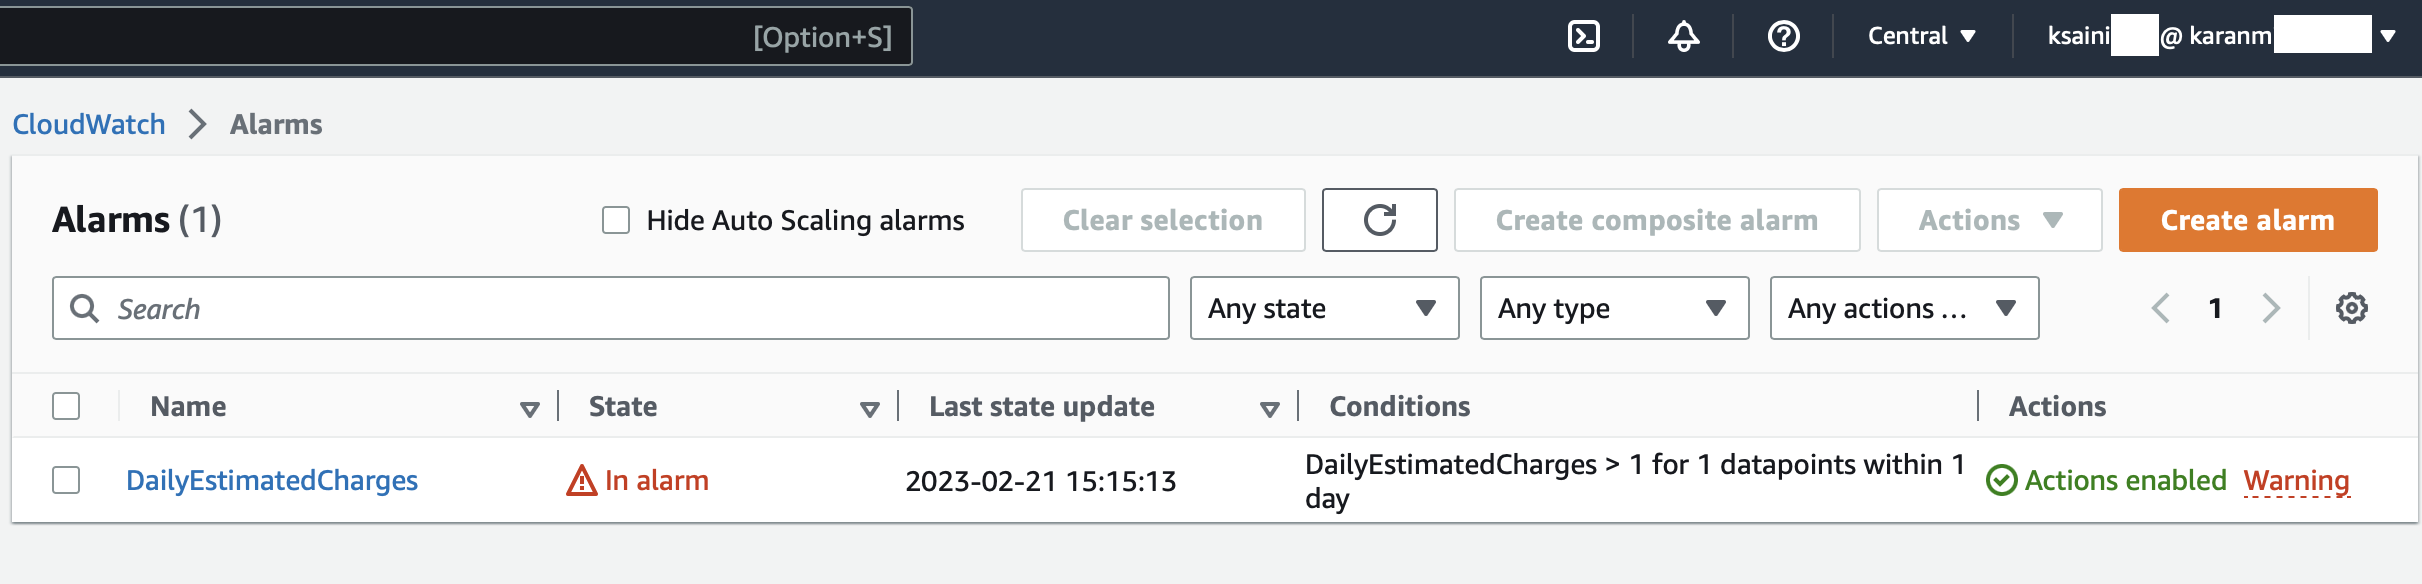 [Option+S]
Central
ksaini
@ karanm
CloudWatch
Alarms
Alarms (1)
Hide Auto Scaling alarms
Clear selection
Create composite alarm
Actions
Create alarm
Search
Any state
Any type
Any actions ...
1
Name
State
Last state update
Conditions
Actions
DailyEstimatedCharges
In alarm
2023-02-21 15:15:13
DailyEstimatedCharges > 1 for 1 datapoints within 1
day
Actions enabled
Warning